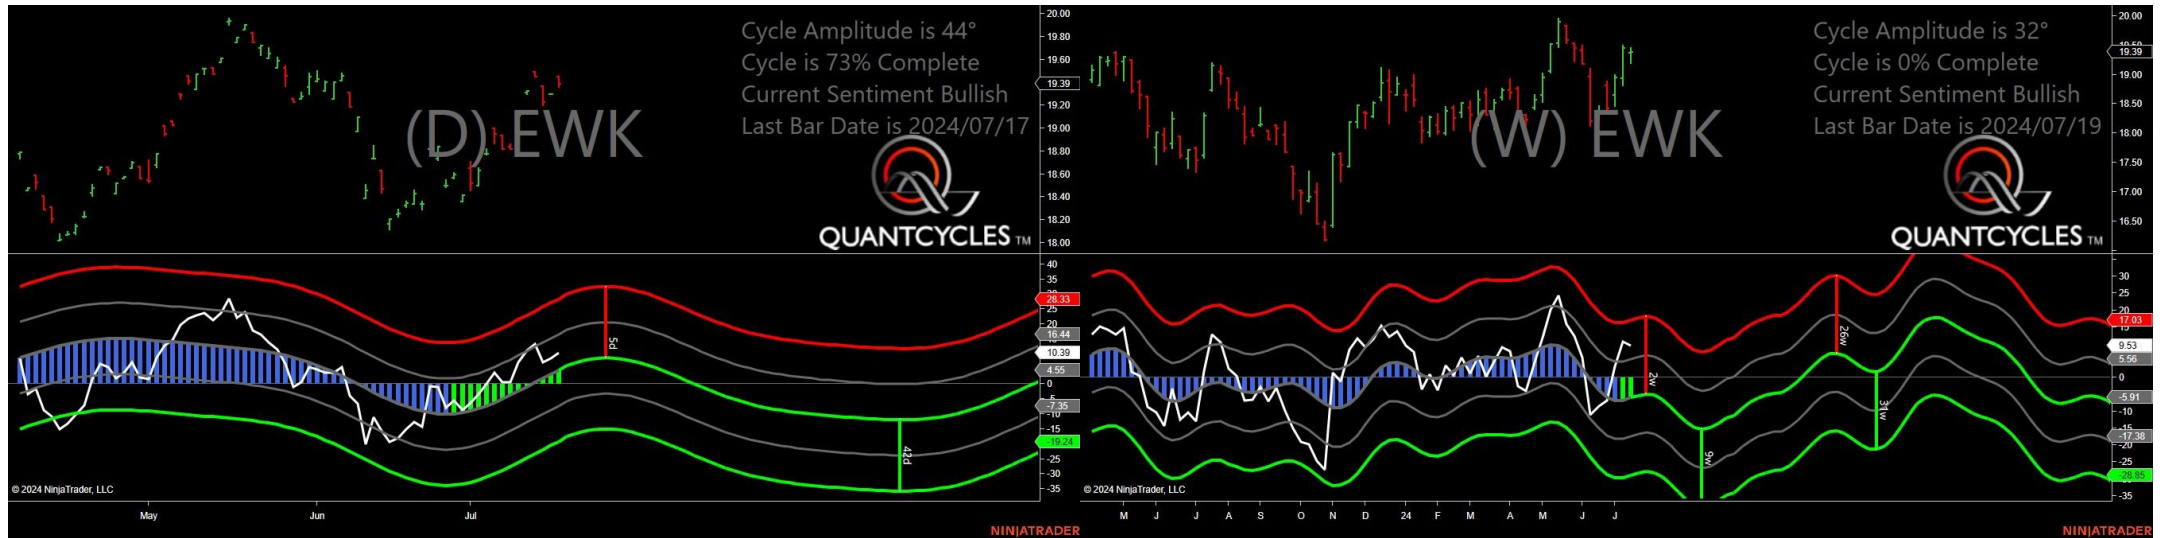 Cycle Amplitude is 44°
Cycle is 73% Complete
Current Sentiment Bullish
Last Bar Date is 2024/07/17
(D) EWK
QUANTCYCLES TM
20.00
19.80
19.60
19.39
19.20
19.00
18.80
18.60
18.40
18.20
18.00
40
35
28.33
25
20
16.44
10.39
4.55
0
-7.35
-10
-15
-19.24
-25
-30
-35
5d
42d
© 2024 NinjaTrader, LLC
May
Jun
Jul
NINJATRADER
Cycle Amplitude is 32°
Cycle is 0% Complete
Current Sentiment Bullish
Last Bar Date is 2024/07/19
(W) EWK
QUANTCYCLES TM
20.00
19.39
19.00
18.50
18.00
17.50
17.00
16.50
30
25
20
17.03
9.53
5.56
0
-5.91
-10
-17.38
-20
-25
-28.85
-35
2w
9w
26w
31w
© 2024 NinjaTrader, LLC
M J J A S O N D 24 F M A M J J
NINJATRADER